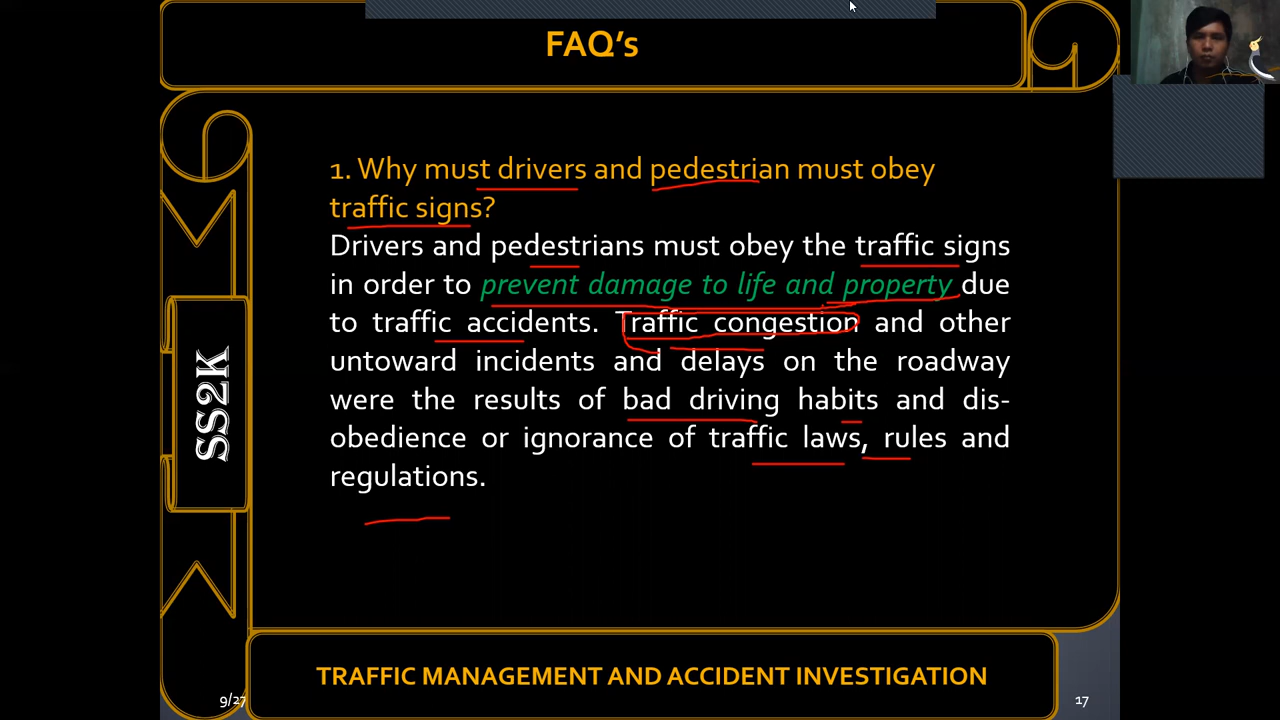 FAQ's
1. Why must drivers and pedestrian must obey
traffic signs?
Drivers and pedestrians must obey the traffic signs
in order to prevent damage to life and property due
to traffic accidents. Traffic congestion and other
untoward incidents and delays on the roadway
were the results of bad driving habits and dis-
obedience or ignorance of traffic laws, rules and
regulations.
SS2K
TRAFFIC MANAGEMENT AND ACCIDENT INVESTIGATION
9/27
17